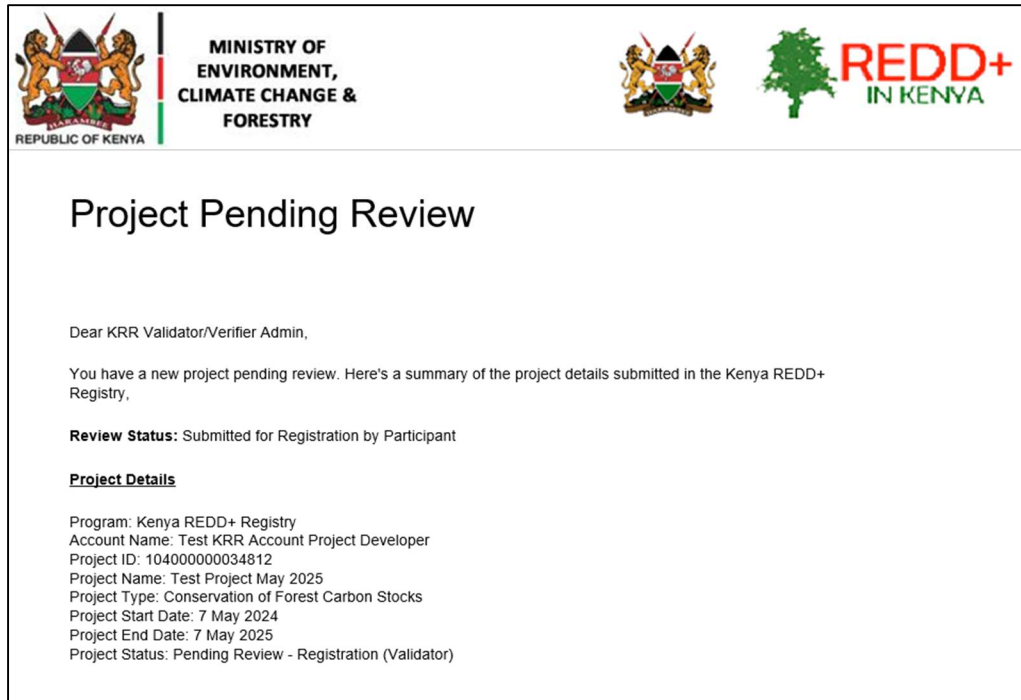 REPUBLIC OF KENYA
MINISTRY OF
ENVIRONMENT,
CLIMATE CHANGE &
FORESTRY
REDD+
IN KENYA
Project Pending Review
Dear KRR Validator/Verifier Admin,
You have a new project pending review. Here's a summary of the project details submitted in the Kenya REDD+
Registry,
Review Status: Submitted for Registration by Participant
Project Details
Program: Kenya REDD+ Registry
Account Name: Test KRR Account Project Developer
Project ID: 104000000034812
Project Name: Test Project May 2025
Project Type: Conservation of Forest Carbon Stocks
Project Start Date: 7 May 2024
Project End Date: 7 May 2025
Project Status: Pending Review - Registration (Validator)